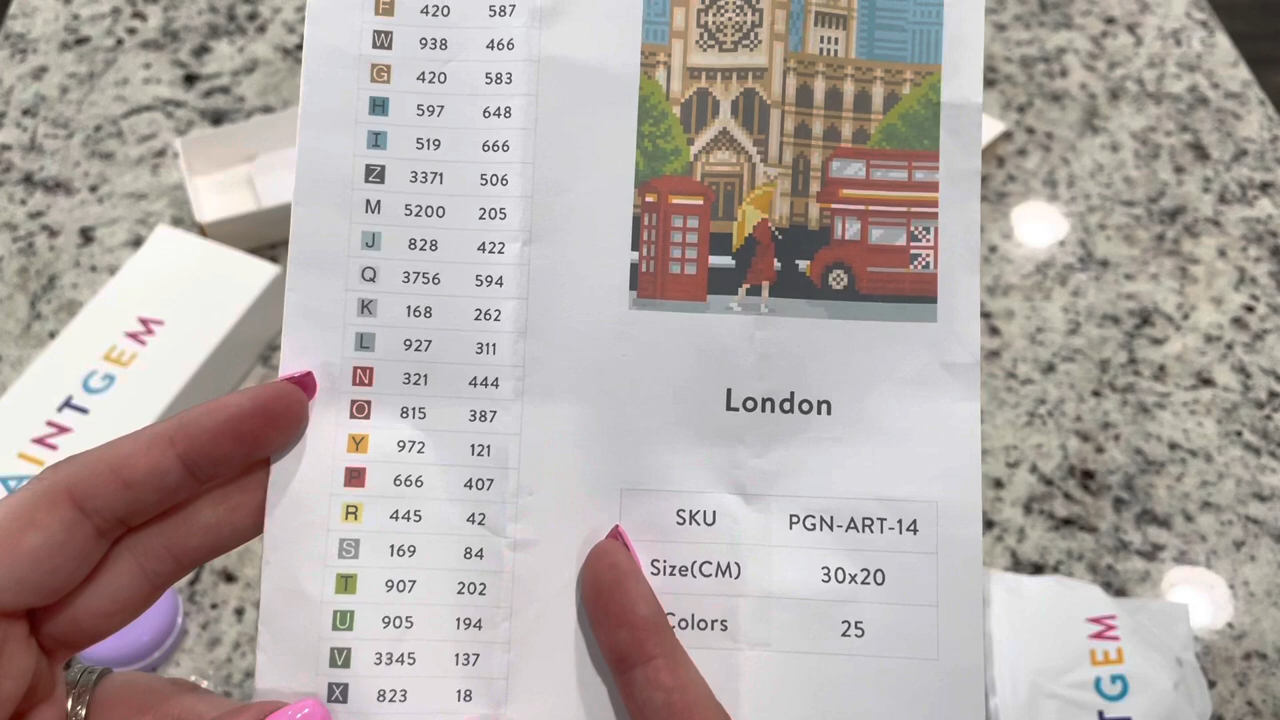 F 420 587
W 938 466
G 420 583
H 597 648
I 519 666
Z 3371 506
M 5200 205
J 828 422
Q 3756 594
K 168 262
L 927 311
N 321 444
O 815 387
Y 972 121
P 666 407
R 445 42
S 169 84
T 907 202
U 905 194
V 3345 137
X 823 18
London
SKU PGN-ART-14
Size(CM) 30x20
Colors 25
AINTGEM
TGEM